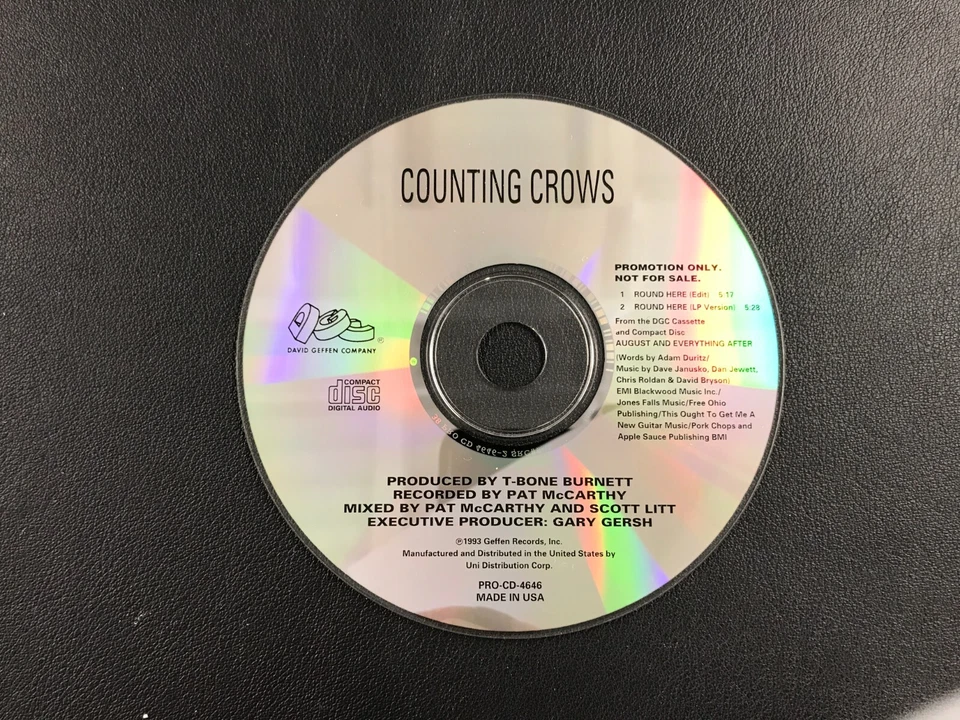 COUNTING CROWS
PROMOTION ONLY.
NOT FOR SALE.
1 ROUND HERE (Edit) 5:17
2 ROUND HERE (LP Version) 5:28
From the DGC Cassette
and Compact Disc
AUGUST AND EVERYTHING AFTER
(Words by Adam Duritz/
Music by Dave Janusko, Dan Jewett,
Chris Roldan & David Bryson)
EMI Blackwood Music Inc./
Jones Falls Music/Free Ohio
Publishing/This Ought To Get Me A
New Guitar Music/Pork Chops and
Apple Sauce Publishing BMI
DGC
®
DAVID GEFFEN COMPANY
COMPACT
disc
DIGITAL AUDIO
PRO CD 4646-2
PRODUCED BY T-BONE BURNETT
RECORDED BY PAT McCARTHY
MIXED BY PAT McCARTHY AND SCOTT LITT
EXECUTIVE PRODUCER: GARY GERSH
℗1993 Geffen Records, Inc.
Manufactured and Distributed in the United States by
Uni Distribution Corp.
PRO-CD-4646
MADE IN USA